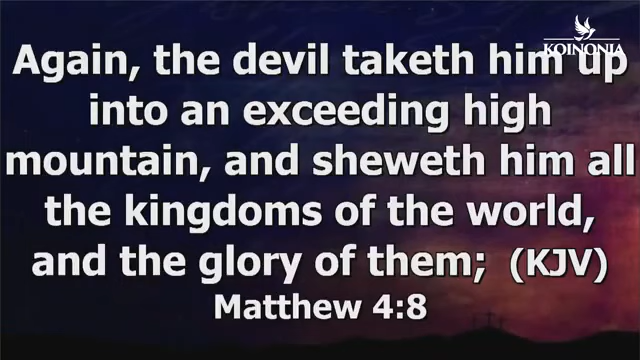 KOINONIA
Again, the devil taketh him up
into an exceeding high
mountain, and sheweth him all
the kingdoms of the world,
and the glory of them; (KJV)
Matthew 4:8